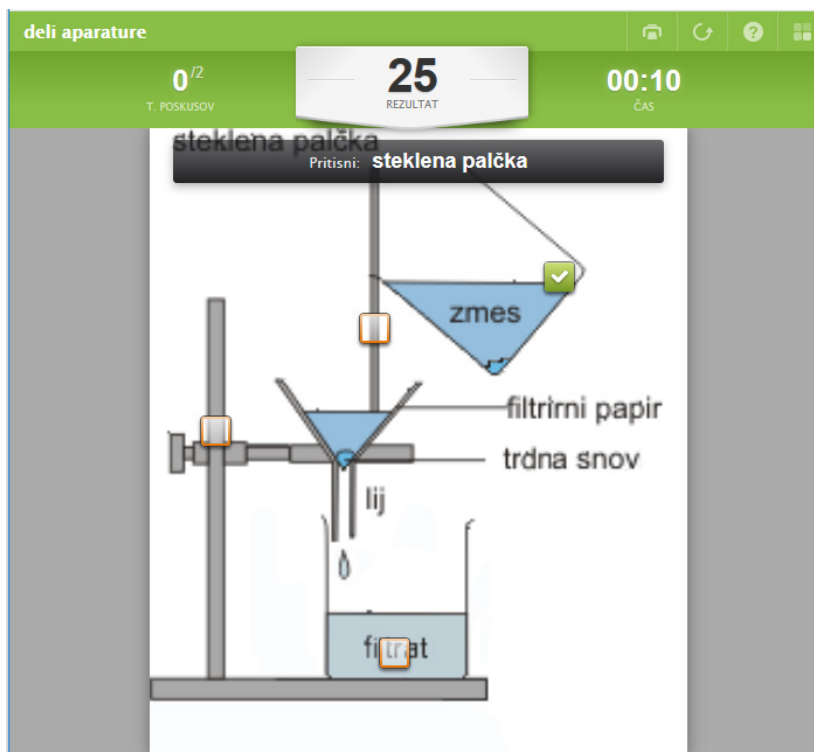 deli aparature
0/2
T. POSKUSOV
25
REZULTAT
00:10
ČAS
steklena palčka
Pritisni: steklena palčka
zmes
filtrirni papir
trdna snov
lij
filtrat